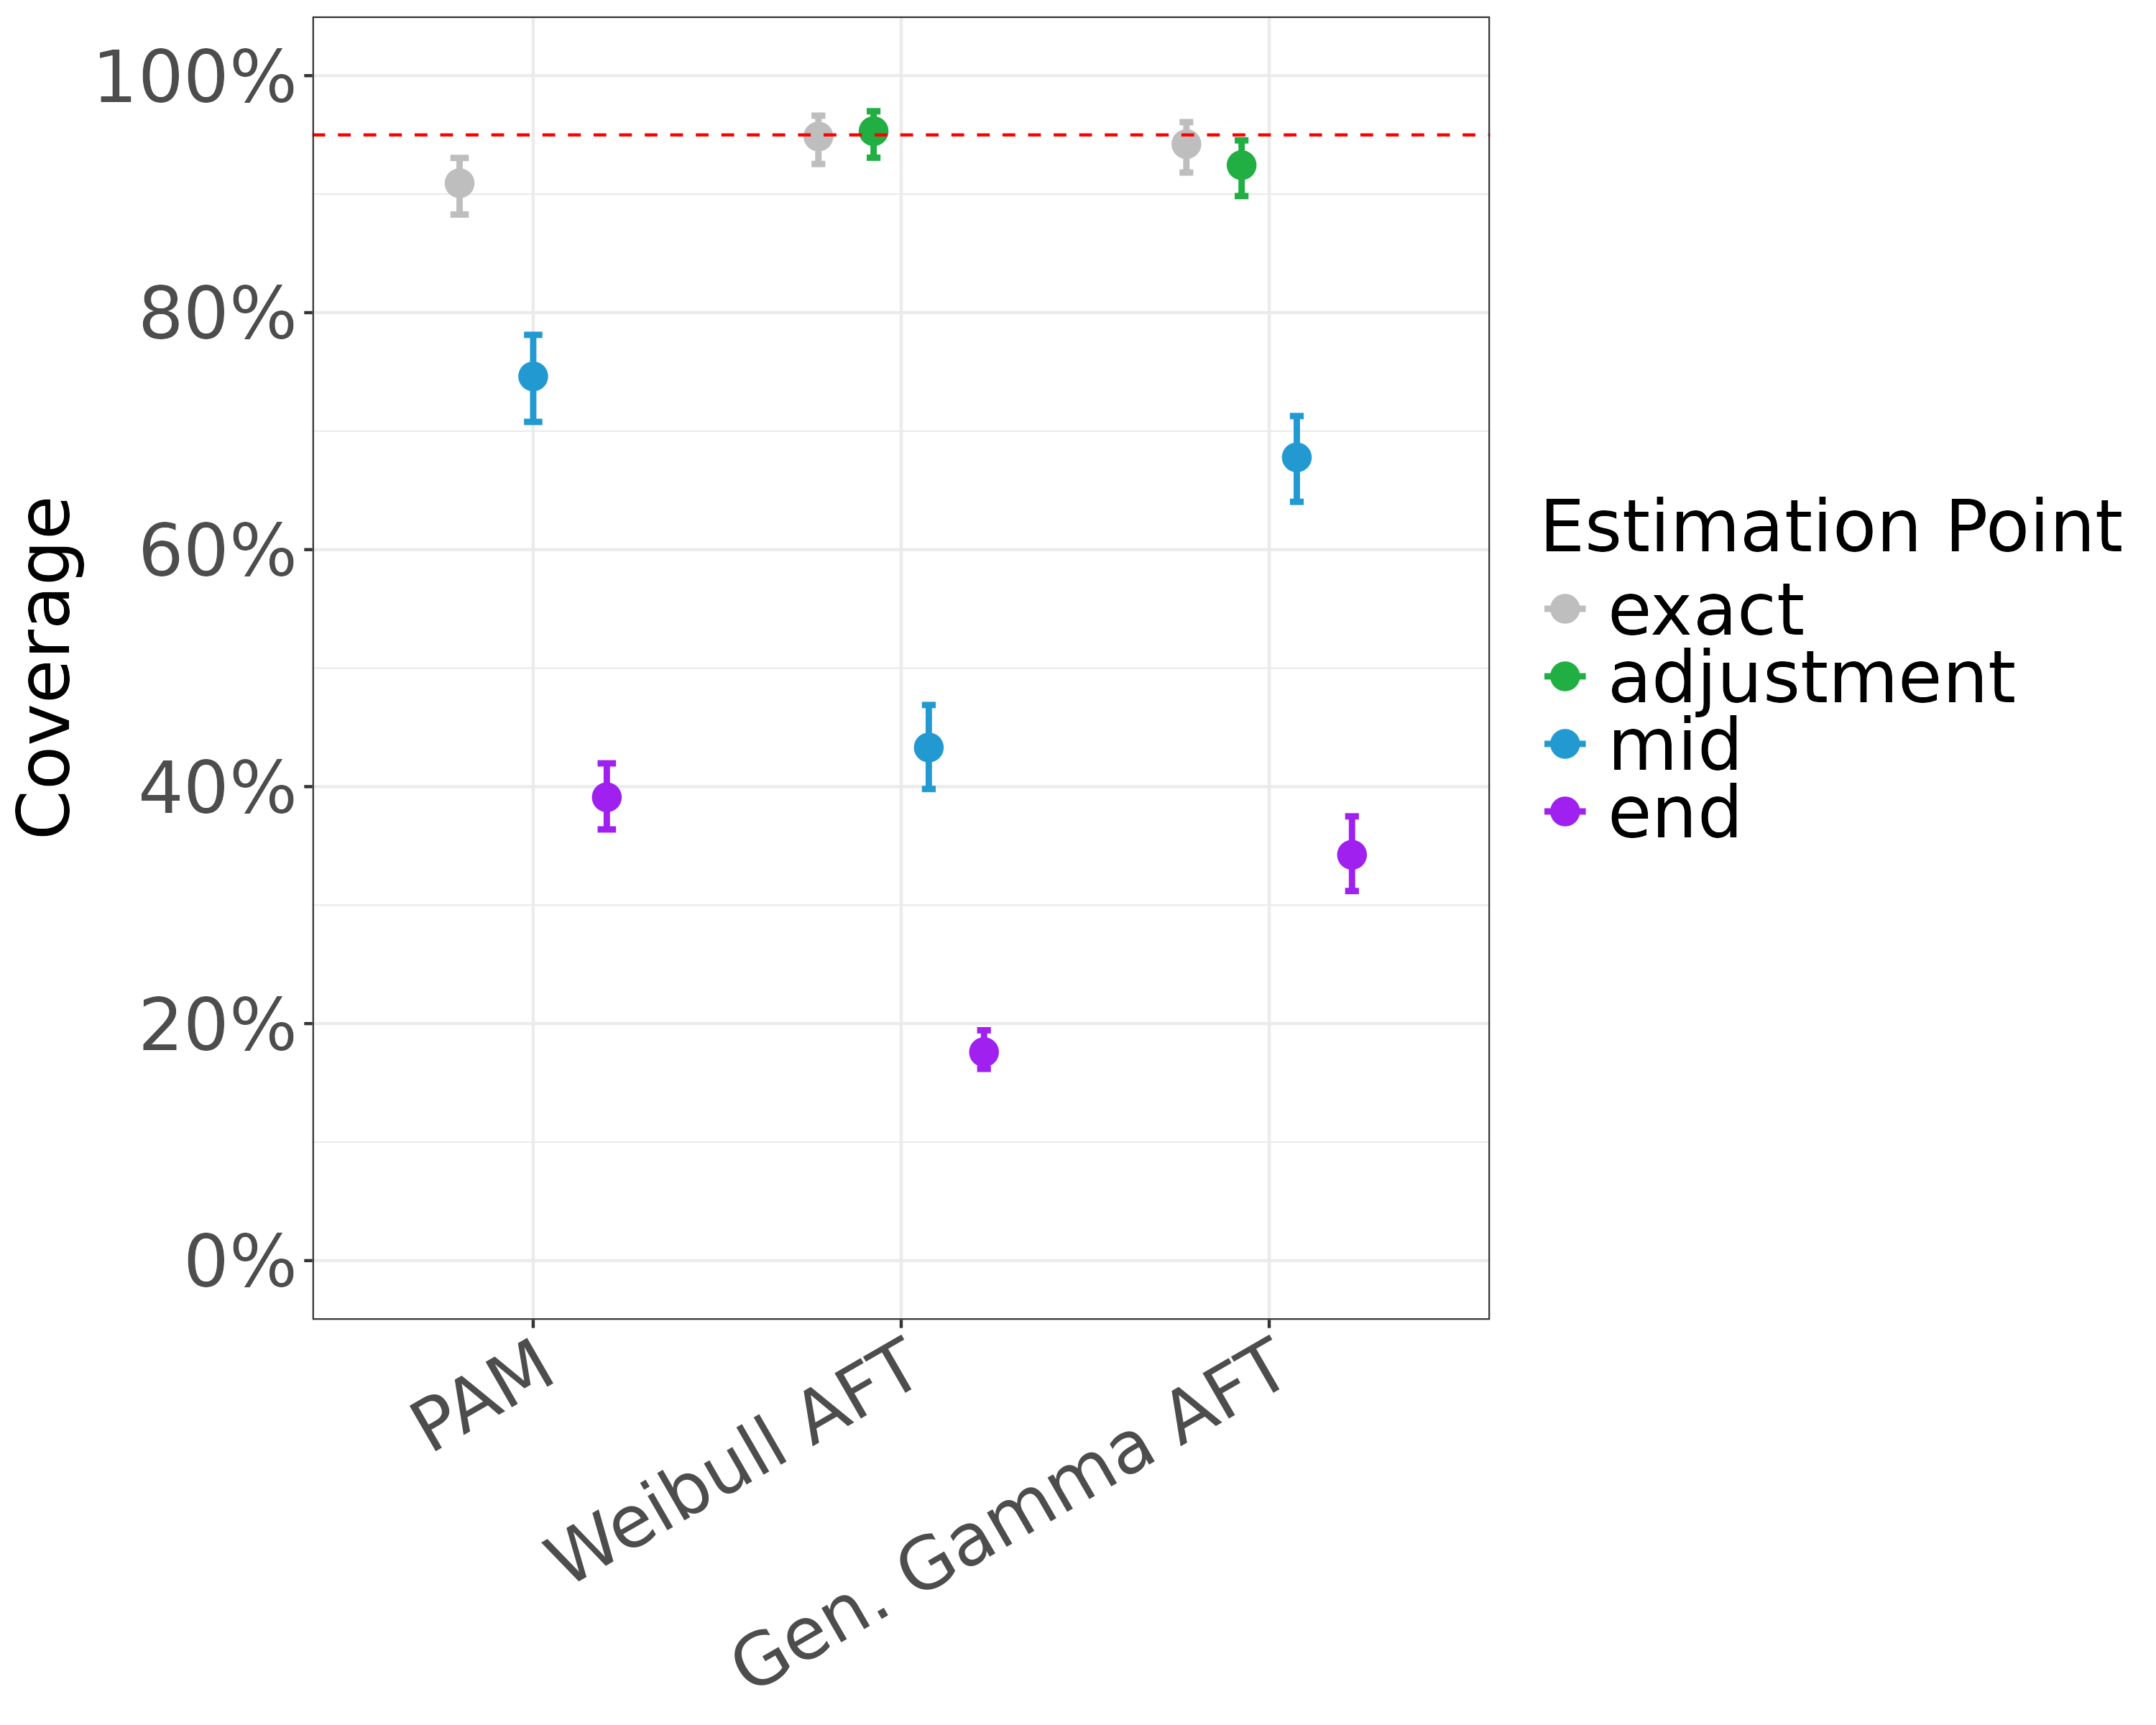 100%
80%
60%
40%
20%
0%
Coverage
PAM
Weibull AFT
Gen. Gamma AFT
Estimation Point
exact
adjustment
mid
end